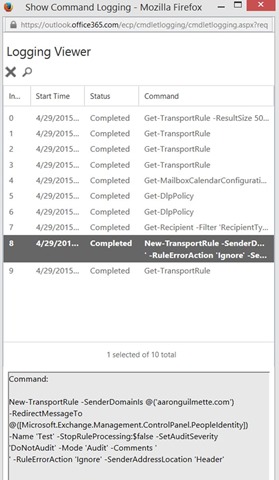 Show Command Logging - Mozilla Firefox
https://outlook.office365.com/ecp/cmdletlogging/cmdletlogging.aspx?req
Logging Viewer
In... Start Time Status Command
0 4/29/2015... Completed Get-TransportRule -ResultSize 50...
1 4/29/2015... Completed Get-TransportRule
2 4/29/2015... Completed Get-TransportRule
3 4/29/2015... Completed Get-TransportRule
4 4/29/2015... Completed Get-MailboxCalendarConfigurati...
5 4/29/2015... Completed Get-DlpPolicy
6 4/29/2015... Completed Get-DlpPolicy
7 4/29/2015... Completed Get-Recipient -Filter 'RecipientTy...
8 4/29/201... Completed New-TransportRule -SenderD...
' -RuleErrorAction 'Ignore' -Se...
9 4/29/2015... Completed Get-TransportRule
1 selected of 10 total
Command:
New-TransportRule -SenderDomainIs @('aaronguilmette.com')
-RedirectMessageTo
@([Microsoft.Exchange.Management.ControlPanel.PeopleIdentity])
-Name 'Test' -StopRuleProcessing:$false -SetAuditSeverity
'DoNotAudit' -Mode 'Audit' -Comments '
' -RuleErrorAction 'Ignore' -SenderAddressLocation 'Header'